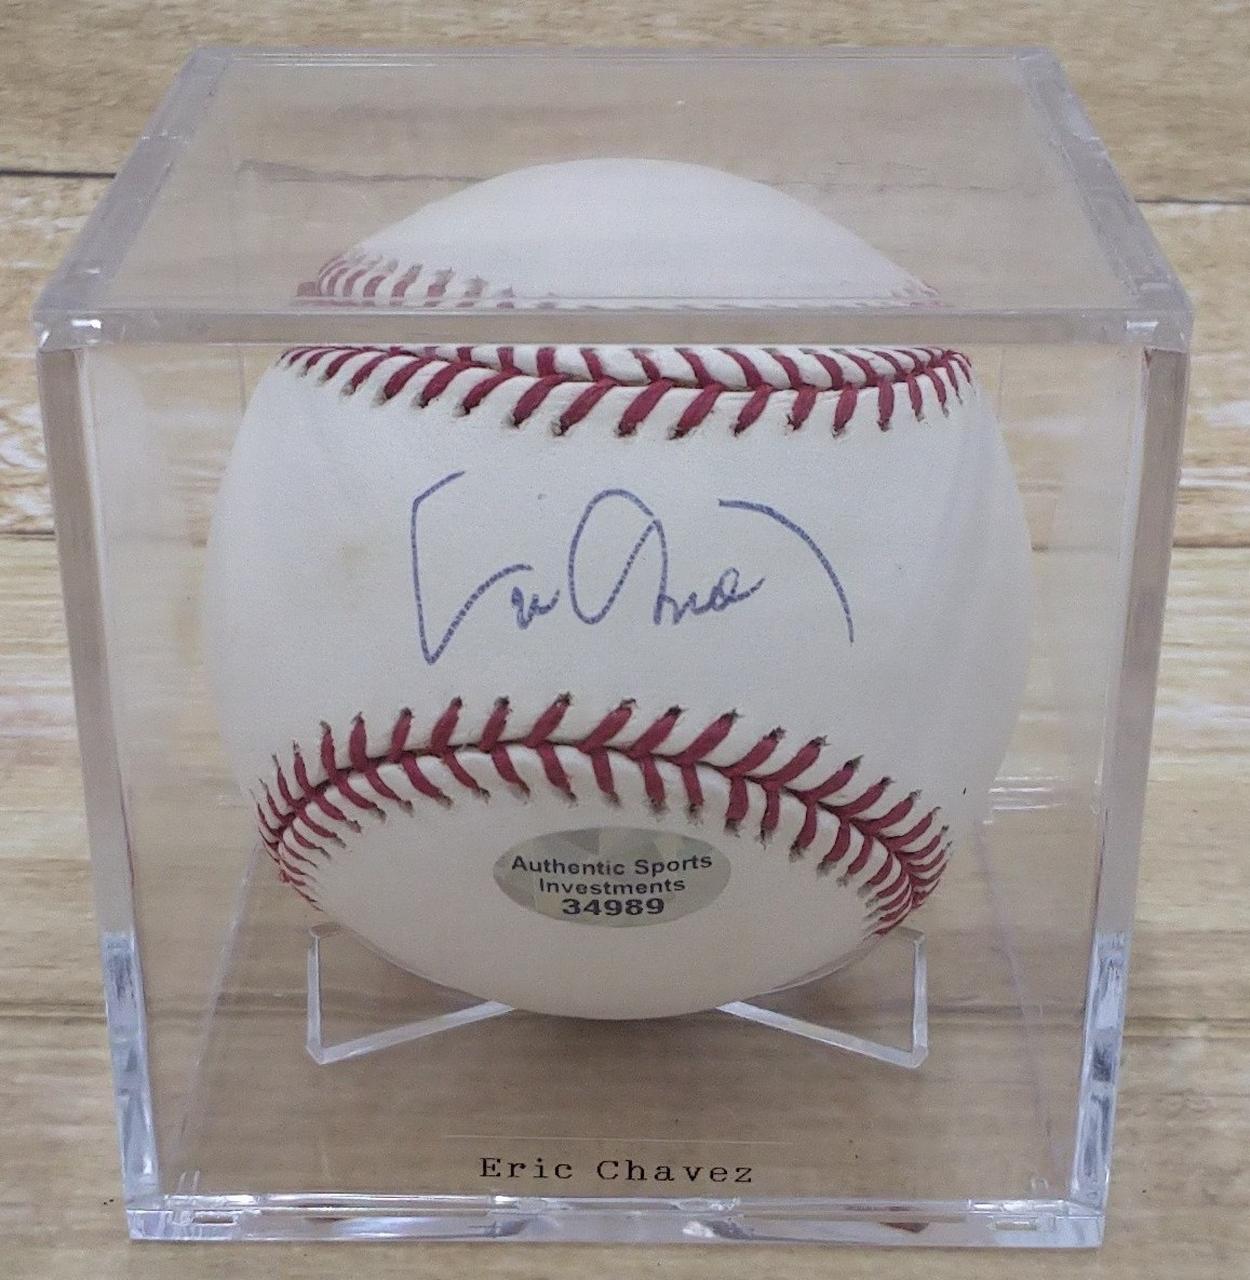 Authentic Sports
Investments
34989
Eric Chavez